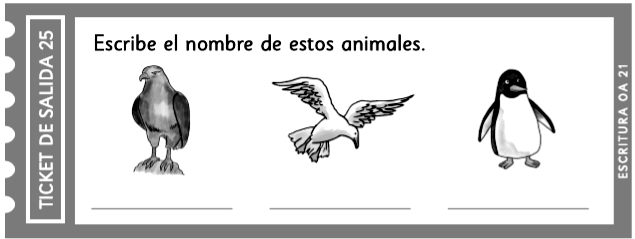 TICKET DE SALIDA 25
Escribe el nombre de estos animales.
ESCRITURA OA 21